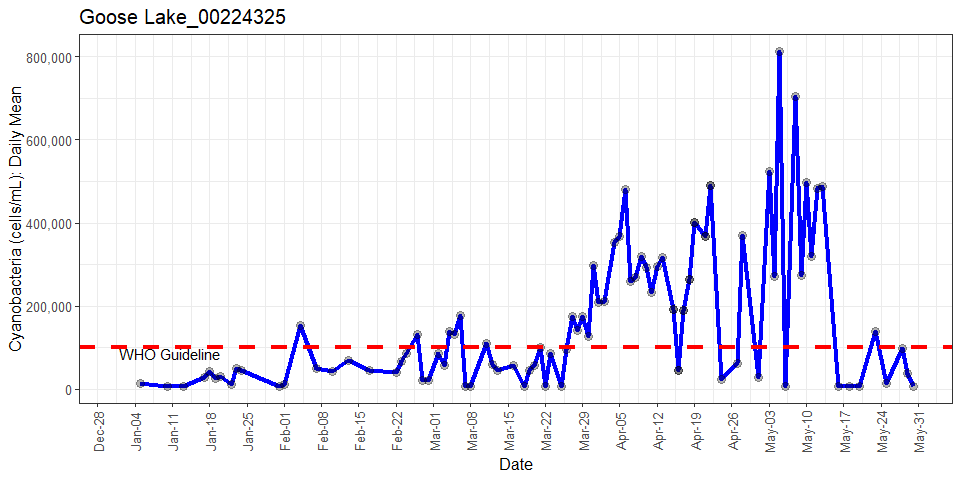 Goose Lake_00224325
Cyanobacteria (cells/mL): Daily Mean
800,000
600,000
400,000
200,000
0
WHO Guideline
Dec-28
Jan-04
Jan-11
Jan-18
Jan-25
Feb-01
Feb-08
Feb-15
Feb-22
Mar-01
Mar-08
Mar-15
Mar-22
Mar-29
Apr-05
Apr-12
Apr-19
Apr-26
May-03
May-10
May-17
May-24
May-31
Date